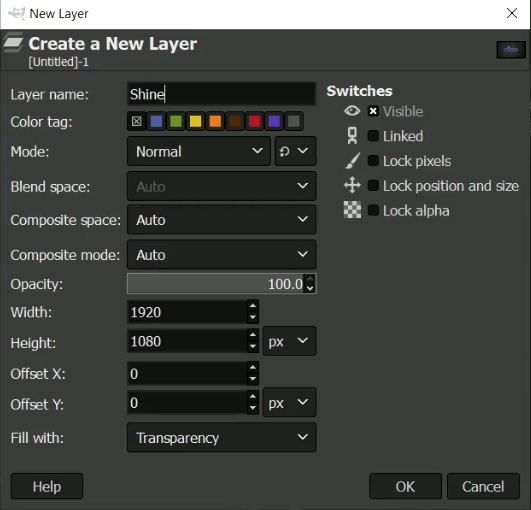 New Layer
Create a New Layer
[Untitled]-1
Layer name: Shine
Color tag:
Mode: Normal
Blend space: Auto
Composite space: Auto
Composite mode: Auto
Opacity: 100.0
Width: 1920
Height: 1080 px
Offset X: 0
Offset Y: 0 px
Fill with: Transparency
Switches
Visible
Linked
Lock pixels
Lock position and size
Lock alpha
Help
OK
Cancel